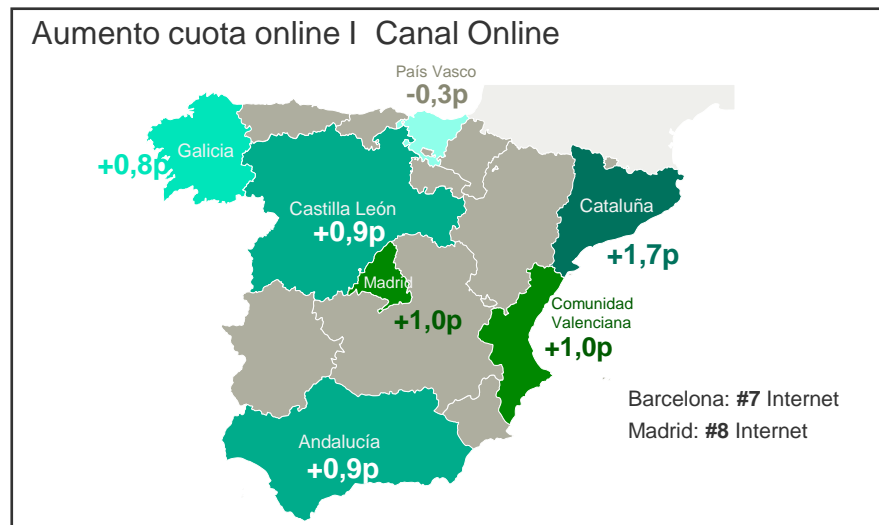 Aumento cuota online I  Canal Online
País Vasco
-0,3p
Galicia
+0,8p
Castilla León
+0,9p
Cataluña
+1,7p
Madrid
+1,0p
Comunidad
Valenciana
+1,0p
Barcelona: #7 Internet
Madrid: #8 Internet
Andalucía
+0,9p